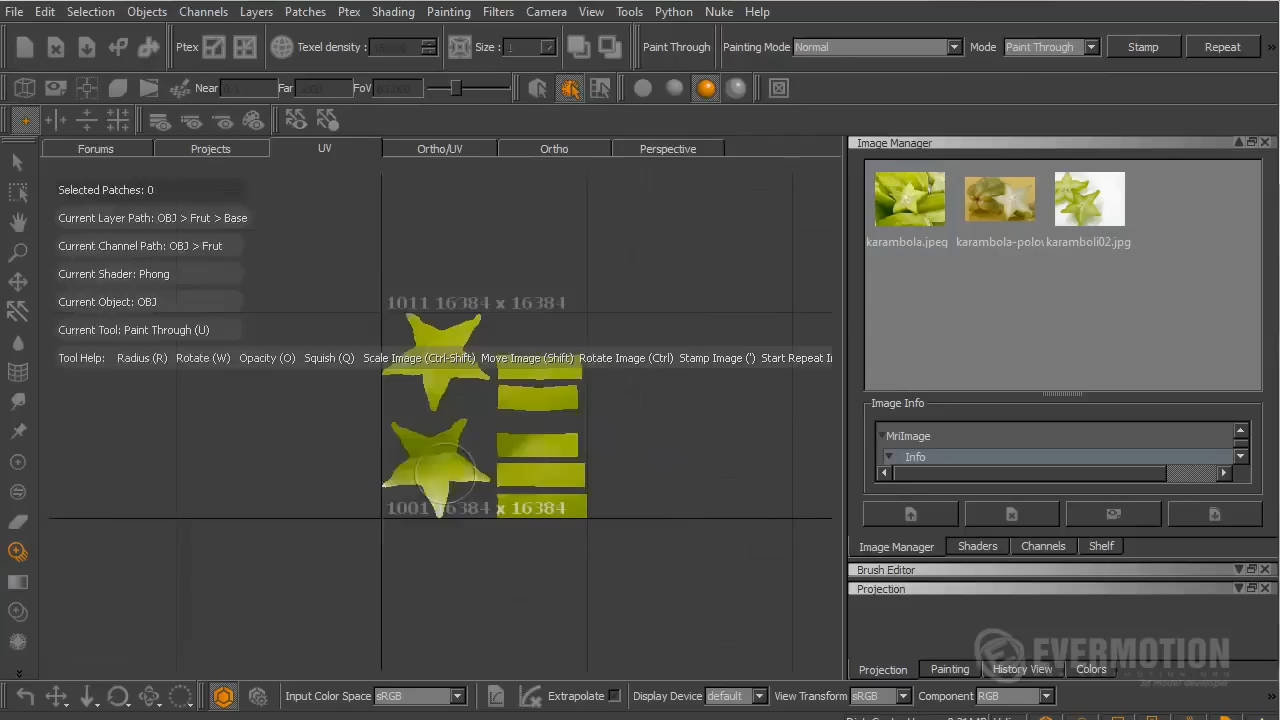 File Edit Selection Objects Channels Layers Patches Ptex Shading Painting Filters Camera View Tools Python Nuke Help
Ptex Texel density: Size : 1 Paint Through Painting Mode Normal Mode Paint Through Stamp Repeat »
Near 0.1 Far FoV
Forums Projects UV Ortho/UV Ortho Perspective
Image Manager
Selected Patches: 0
Current Layer Path: OBJ > Frut > Base
Current Channel Path: OBJ > Frut
Current Shader: Phong
Current Object: OBJ
Current Tool: Paint Through (U)
Tool Help: Radius (R) Rotate (W) Opacity (O) Squish (Q) Scale Image (Ctrl-Shift) Move Image (Shift) Rotate Image (Ctrl) Stamp Image (') Start Repeat I
1011 16384 x 16384
1001 16384 x 16384
karambola.jpeg karambola-polov karamboli02.jpg
Image Info
MriImage
Info
Image Manager Shaders Channels Shelf
Brush Editor
Projection
EVERMOTION
Projection Painting History View Colors
Input Color Space sRGB Extrapolate Display Device default View Transform sRGB Component RGB »